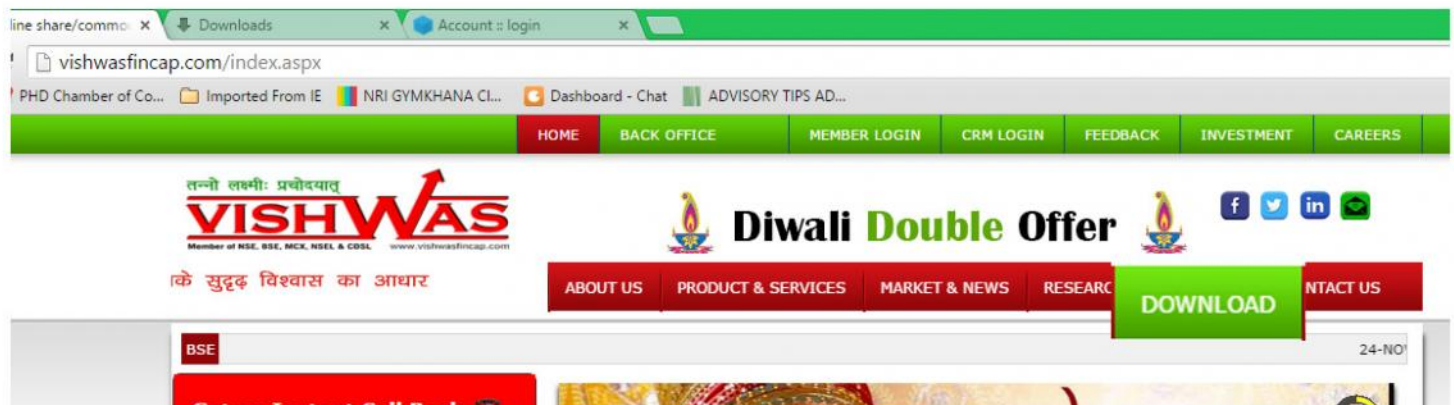 line share/commo
Downloads
Account :: login
vishwasfincap.com/index.aspx
PHD Chamber of Co... Imported From IE NRI GYMKHANA Cl... Dashboard - Chat ADVISORY TIPS AD...
HOME BACK OFFICE MEMBER LOGIN CRM LOGIN FEEDBACK INVESTMENT CAREERS
तन्नो लक्ष्मीः प्रचोदयात्
VISHWAS
Member of NSE, BSE, MCX, NSEL & CDSL www.vishwasfincap.com
Diwali Double Offer
के सुदृढ़ विश्वास का आधार
ABOUT US PRODUCT & SERVICES MARKET & NEWS RESEARC DOWNLOAD NTACT US
BSE 24-NO